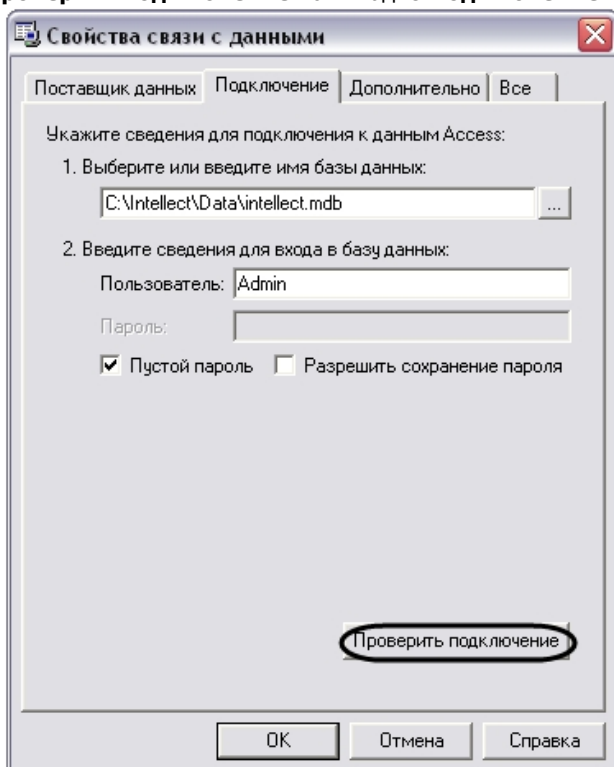 Свойства связи с данными
Поставщик данных Подключение Дополнительно Все
Укажите сведения для подключения к данным Access:
1. Выберите или введите имя базы данных:
C:\Intellect\Data\intellect.mdb ...
2. Введите сведения для входа в базу данных:
Пользователь: Admin
Пароль:
Пустой пароль Разрешить сохранение пароля
Проверить подключение
OK Отмена Справка